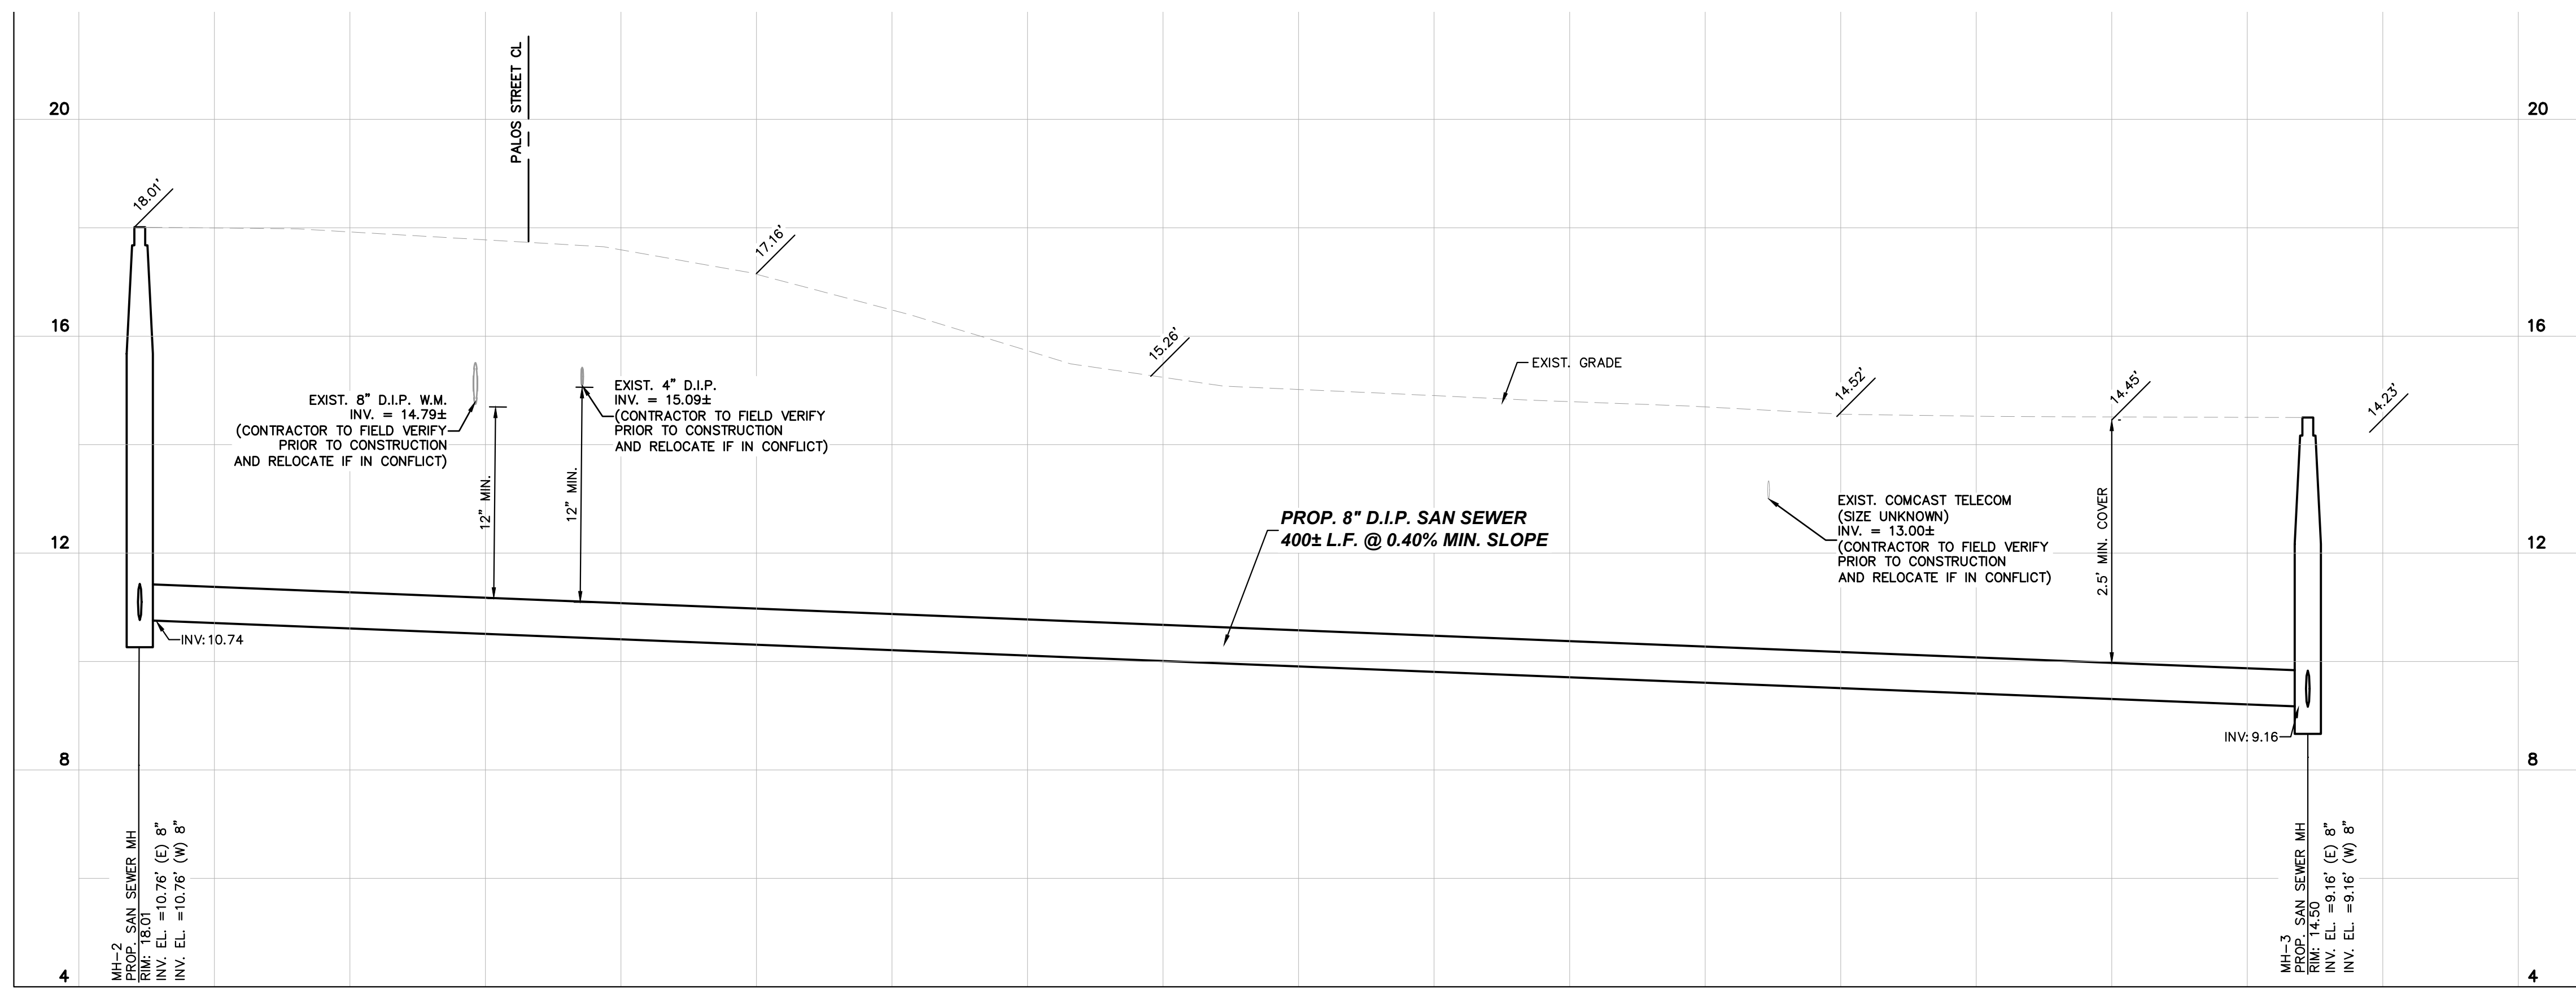 PALOS STREET CL
20
20
18.01'
17.16'
16
16
15.26'
EXIST. GRADE
14.52'
14.45'
14.23'
EXIST. 8" D.I.P. W.M.
INV. = 14.79±
(CONTRACTOR TO FIELD VERIFY
PRIOR TO CONSTRUCTION
AND RELOCATE IF IN CONFLICT)
EXIST. 4" D.I.P.
INV. = 15.09±
(CONTRACTOR TO FIELD VERIFY
PRIOR TO CONSTRUCTION
AND RELOCATE IF IN CONFLICT)
12" MIN.
12" MIN.
PROP. 8" D.I.P. SAN SEWER
400± L.F. @ 0.40% MIN. SLOPE
EXIST. COMCAST TELECOM
(SIZE UNKNOWN)
INV. = 13.00±
(CONTRACTOR TO FIELD VERIFY
PRIOR TO CONSTRUCTION
AND RELOCATE IF IN CONFLICT)
2.5' MIN. COVER
12
12
INV: 10.74
INV: 9.16
8
8
MH-2
PROP. SAN SEWER MH
RIM: 18.01
INV. EL. =10.76' (E) 8"
INV. EL. =10.76' (W) 8"
MH-3
PROP. SAN SEWER MH
RIM: 14.50
INV. EL. =9.16' (E) 8"
INV. EL. =9.16' (W) 8"
4
4